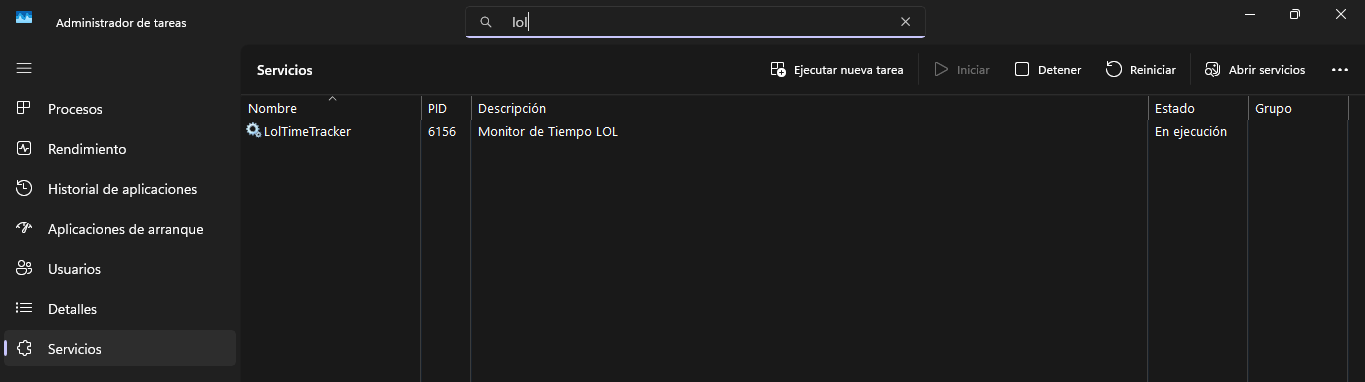 Administrador de tareas
lol
Servicios
Ejecutar nueva tarea
Iniciar
Detener
Reiniciar
Abrir servicios
Procesos
Rendimiento
Historial de aplicaciones
Aplicaciones de arranque
Usuarios
Detalles
Servicios
Nombre PID Descripción Estado Grupo
LolTimeTracker 6156 Monitor de Tiempo LOL En ejecución